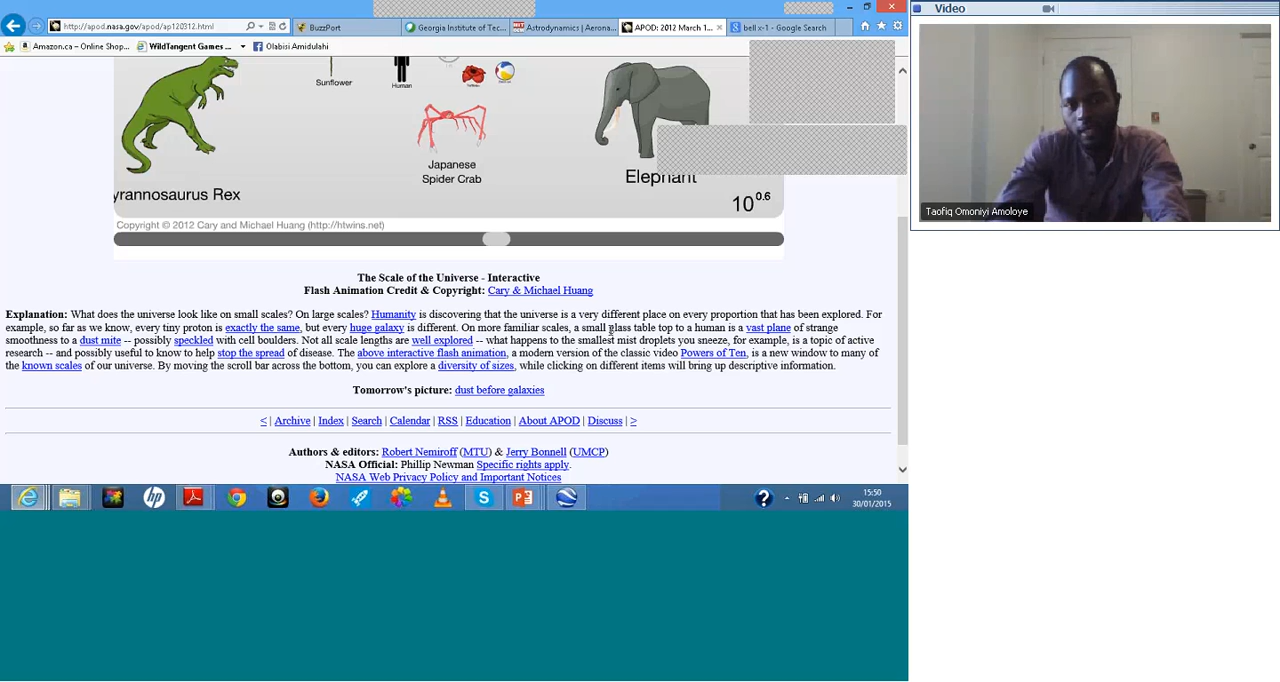 http://apod.nasa.gov/apod/ap120312.html
BuzzPort
Georgia Institute of Tec...
Astrodynamics | Aerona...
APOD: 2012 March 1...
bell x-1 - Google Search
Amazon.ca – Online Shop...
WildTangent Games ...
Olabisi Amidulahi
Sunflower
Human
Japanese
Spider Crab
yrannosaurus Rex
Elephant
10 0.6
Copyright © 2012 Cary and Michael Huang (http://htwins.net)
The Scale of the Universe - Interactive
Flash Animation Credit & Copyright: Cary & Michael Huang
Explanation: What does the universe look like on small scales? On large scales? Humanity is discovering that the universe is a very different place on every proportion that has been explored. For
example, so far as we know, every tiny proton is exactly the same, but every huge galaxy is different. On more familiar scales, a small glass table top to a human is a vast plane of strange
smoothness to a dust mite -- possibly speckled with cell boulders. Not all scale lengths are well explored -- what happens to the smallest mist droplets you sneeze, for example, is a topic of active
research -- and possibly useful to know to help stop the spread of disease. The above interactive flash animation, a modern version of the classic video Powers of Ten, is a new window to many of
the known scales of our universe. By moving the scroll bar across the bottom, you can explore a diversity of sizes, while clicking on different items will bring up descriptive information.
Tomorrow's picture: dust before galaxies
< | Archive | Index | Search | Calendar | RSS | Education | About APOD | Discuss | >
Authors & editors: Robert Nemiroff (MTU) & Jerry Bonnell (UMCP)
NASA Official: Phillip Newman Specific rights apply.
NASA Web Privacy Policy and Important Notices
15:50
30/01/2015
Video
Taofiq Omoniyi Amoloye